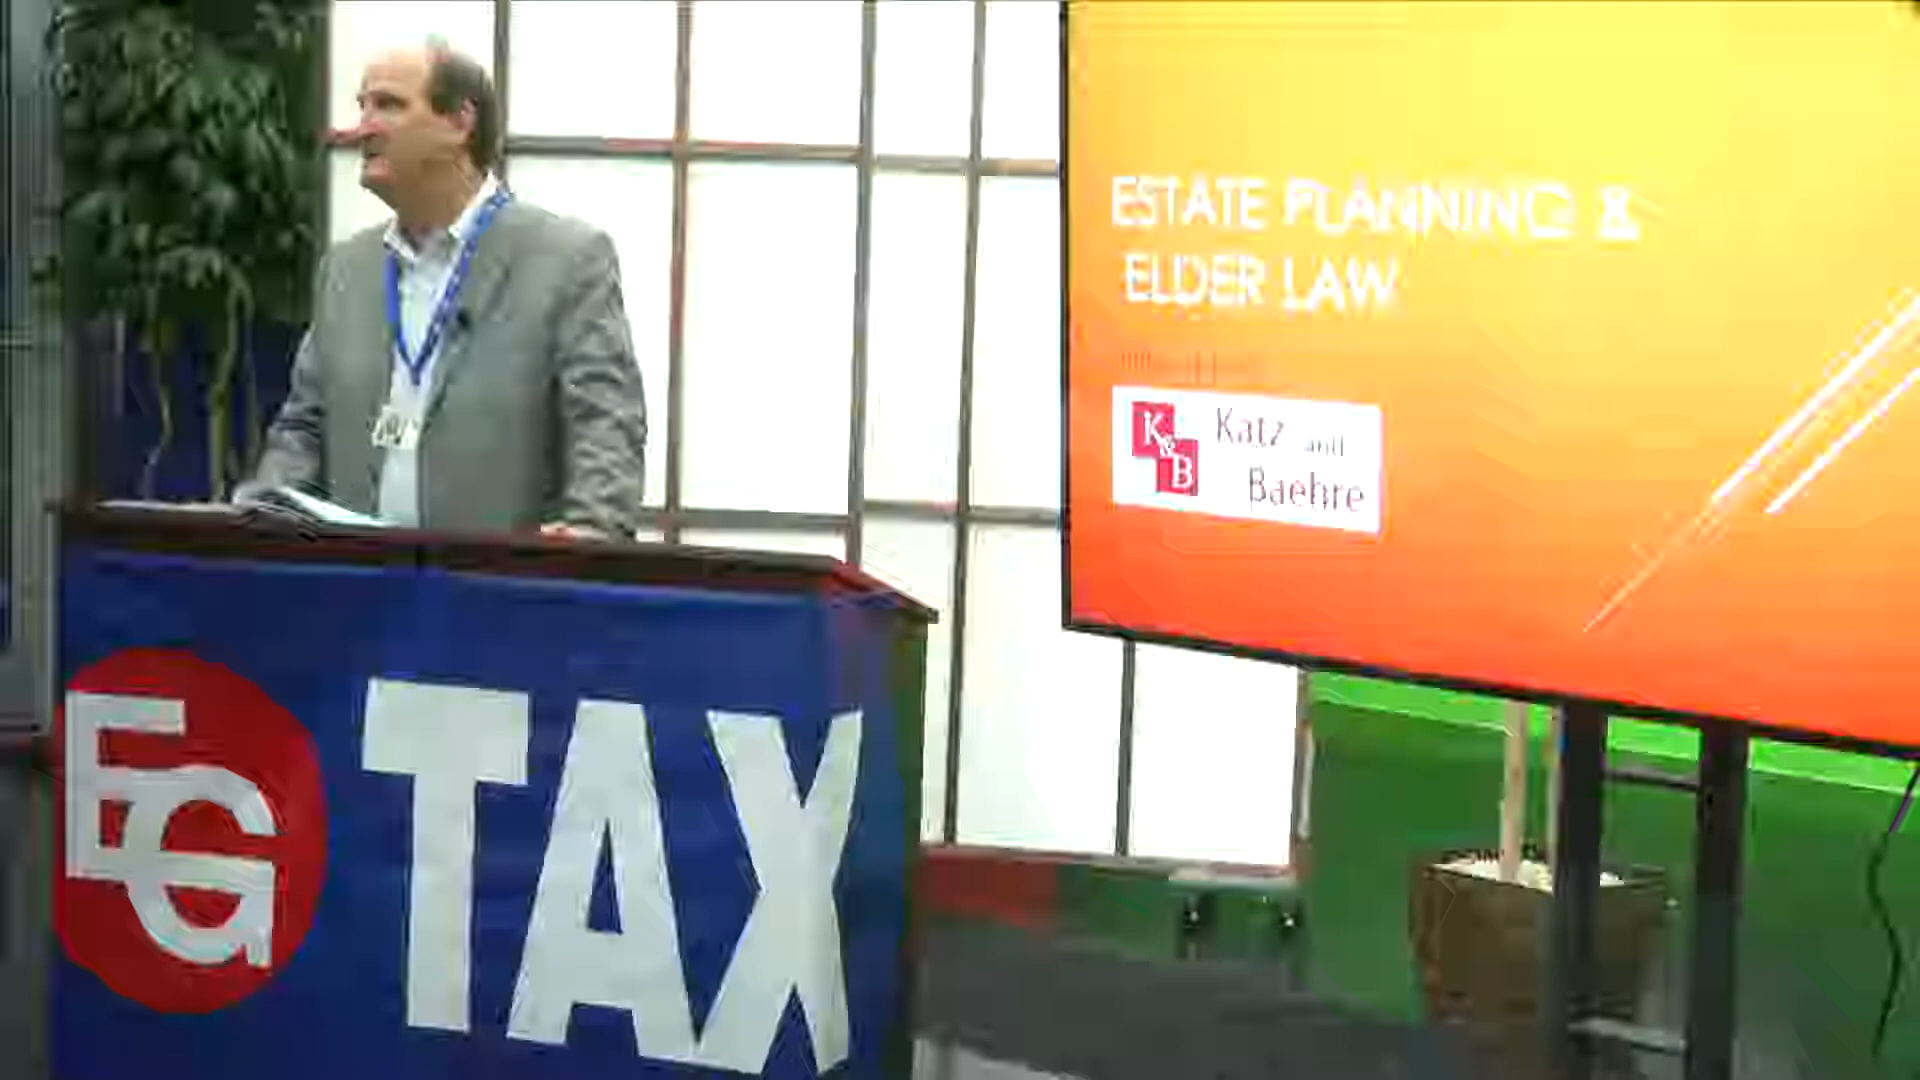 ESTATE PLANNING &
ELDER LAW
K&B
Katz and
Baehre
EG TAX